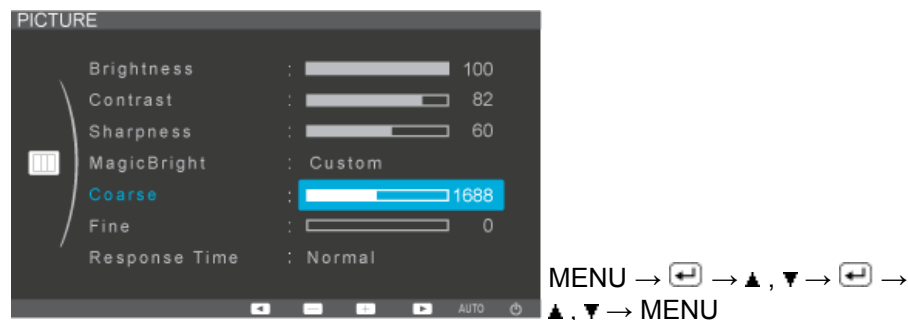 PICTURE
Brightness : 100
Contrast : 82
Sharpness : 60
MagicBright : Custom
Coarse : 1688
Fine : 0
Response Time : Normal
AUTO
MENU → → ▲ , ▼ → →
▲ , ▼ → MENU